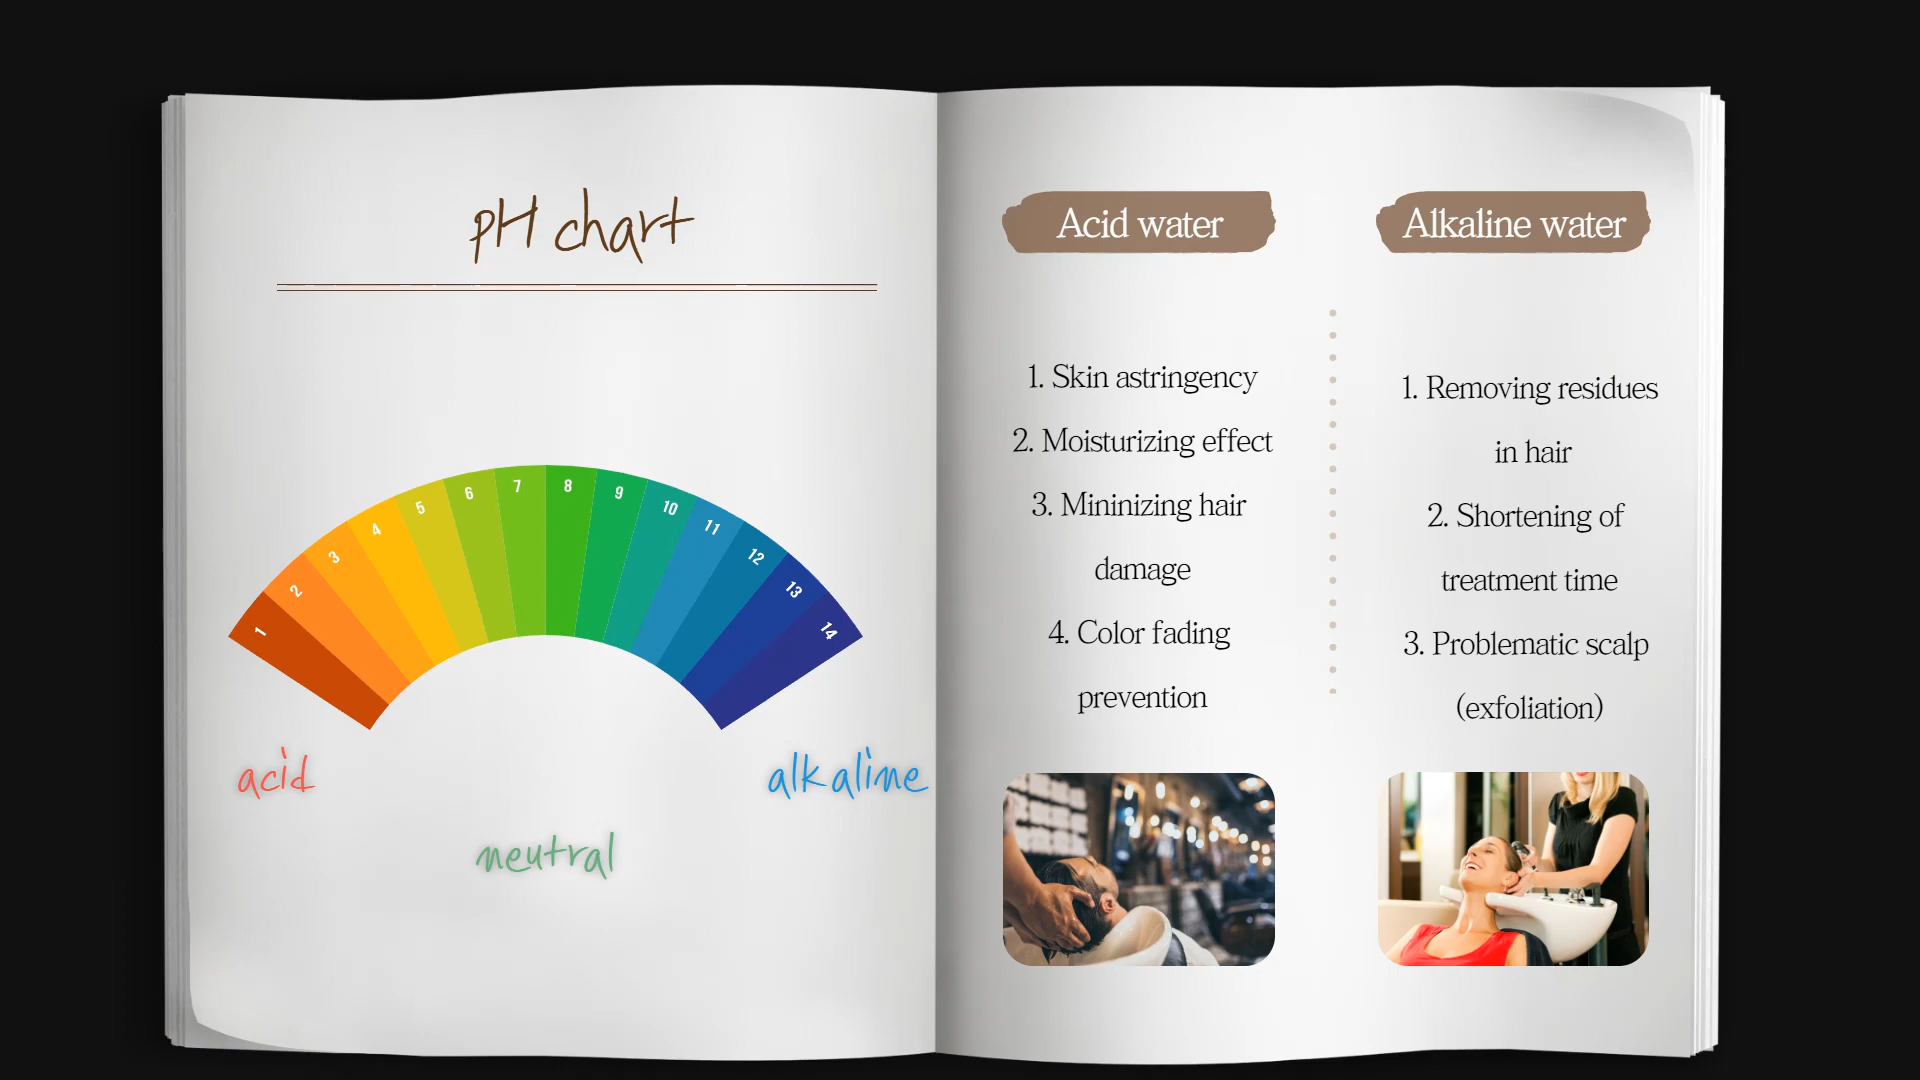 pH chart
1
2
3
4
5
6
7
8
9
10
11
12
13
14
acid
alkaline
neutral
Acid water
1. Skin astringency
2. Moisturizing effect
3. Mininizing hair
damage
4. Color fading
prevention
Alkaline water
1. Removing residues
in hair
2. Shortening of
treatment time
3. Problematic scalp
(exfoliation)